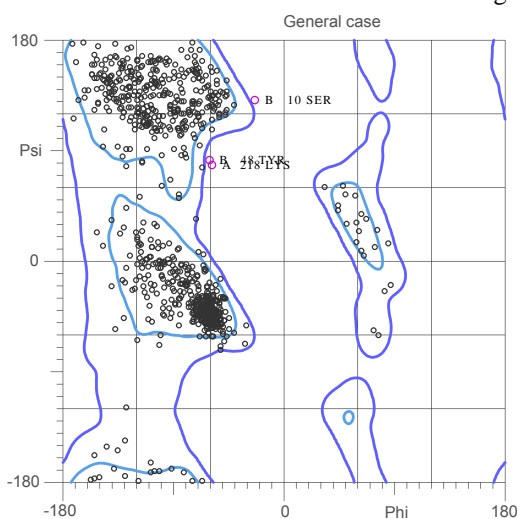 General case
180
B 10 SER
Psi
B 48 TYR
A 218 LYS
0
-180
-180 0 Phi 180